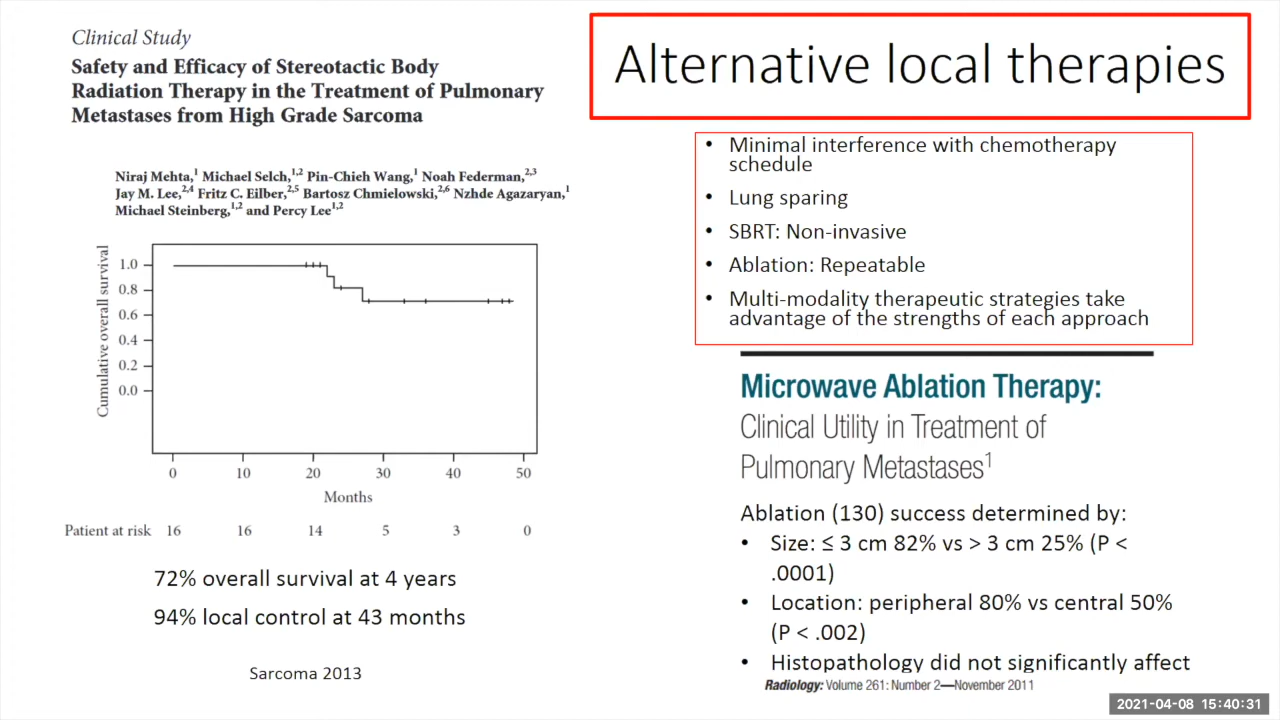 Clinical Study
Safety and Efficacy of Stereotactic Body
Radiation Therapy in the Treatment of Pulmonary
Metastases from High Grade Sarcoma
Niraj Mehta,1 Michael Selch,1,2 Pin-Chieh Wang,1 Noah Federman,2,3
Jay M. Lee,2,4 Fritz C. Eilber,2,5 Bartosz Chmielowski,2,6 Nzhde Agazaryan,1
Michael Steinberg,1,2 and Percy Lee1,2
Cumulative overall survival
1.0
0.8
0.6
0.4
0.2
0.0
0 10 20 30 40 50
Months
Patient at risk 16 16 14 5 3 0
72% overall survival at 4 years
94% local control at 43 months
Sarcoma 2013
Alternative local therapies
• Minimal interference with chemotherapy
schedule
• Lung sparing
• SBRT: Non-invasive
• Ablation: Repeatable
• Multi-modality therapeutic strategies take
advantage of the strengths of each approach
Microwave Ablation Therapy:
Clinical Utility in Treatment of
Pulmonary Metastases1
Ablation (130) success determined by:
• Size: ≤ 3 cm 82% vs > 3 cm 25% (P <
.0001)
• Location: peripheral 80% vs central 50%
(P < .002)
• Histopathology did not significantly affect
Radiology: Volume 261: Number 2—November 2011
2021-04-08 15:40:31